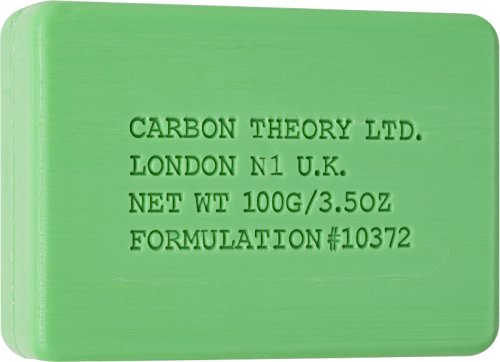 CARBON THEORY LTD.
LONDON N1 U.K.
NET WT 100G/3.5OZ
FORMULATION #10372